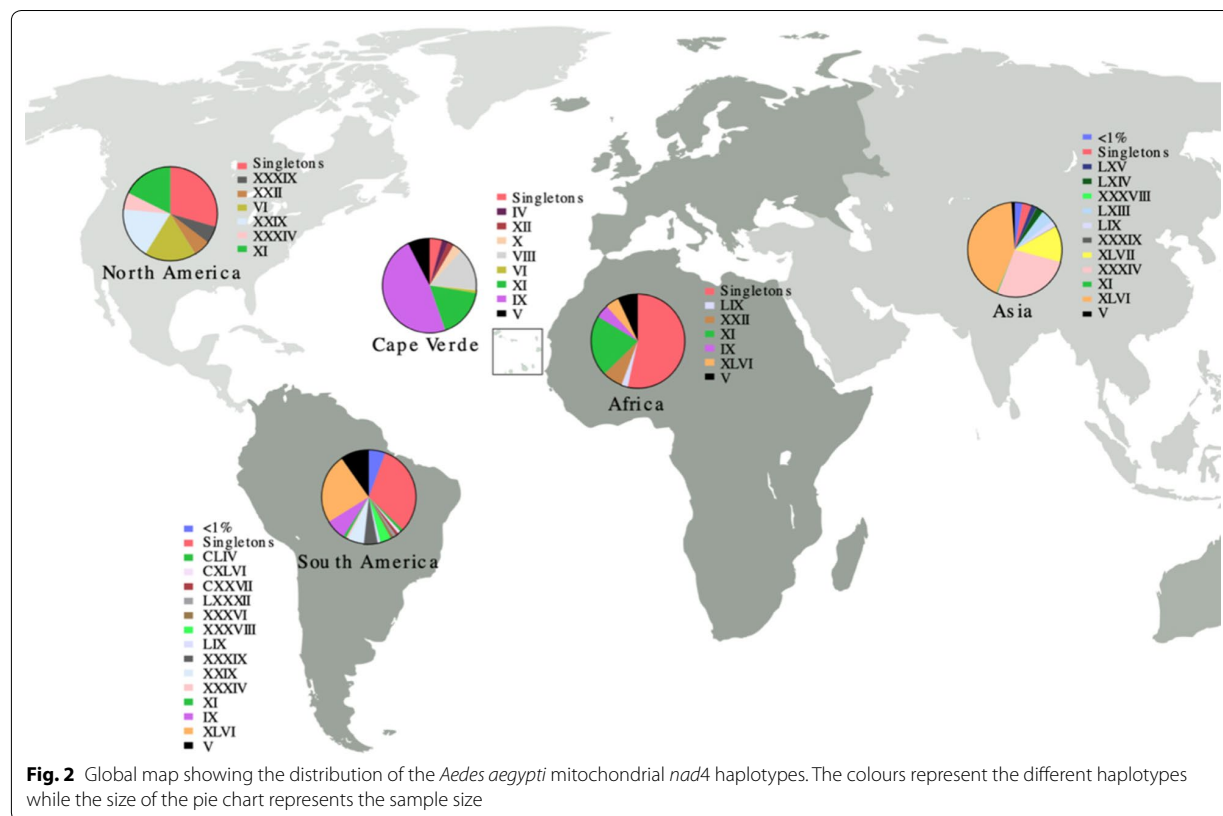 Singletons
XXXIX
XXII
VI
XXIX
XXXIV
XI
North America
Singletons
IV
XII
X
VIII
VI
XI
IX
V
Cape Verde
Singletons
LIX
XXII
XI
IX
XLVI
V
Africa
<1%
Singletons
LXV
LXIV
XXXVIII
LXIII
LIX
XXXIX
XLVII
XXXIV
XI
XLVI
V
Asia
South America
<1%
Singletons
CLIV
CXLVI
CXXVII
LXXXII
XXXVI
XXXVIII
LIX
XXXIX
XXIX
XXXIV
XI
IX
XLVI
V
Fig. 2 Global map showing the distribution of the Aedes aegypti mitochondrial nad4 haplotypes. The colours represent the different haplotypes
while the size of the pie chart represents the sample size